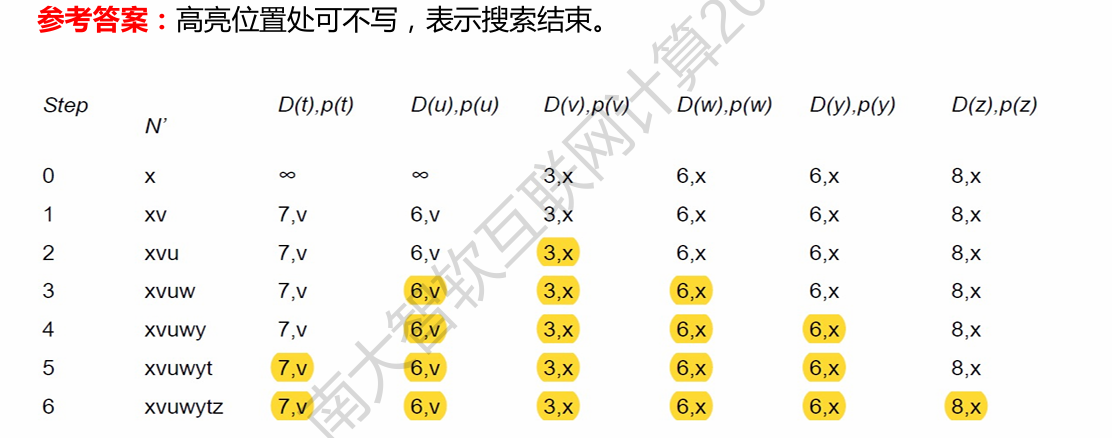 参考答案：高亮位置处可不写，表示搜索结束。
Step N’ D(t),p(t) D(u),p(u) D(v),p(v) D(w),p(w) D(y),p(y) D(z),p(z)
0 x ∞ ∞ 3,x 6,x 6,x 8,x
1 xv 7,v 6,v 3,x 6,x 6,x 8,x
2 xvu 7,v 6,v 3,x 6,x 6,x 8,x
3 xvuw 7,v 6,v 3,x 6,x 6,x 8,x
4 xvuwy 7,v 6,v 3,x 6,x 6,x 8,x
5 xvuwyt 7,v 6,v 3,x 6,x 6,x 8,x
6 xvuwytz 7,v 6,v 3,x 6,x 6,x 8,x
南大智软互联网计算20